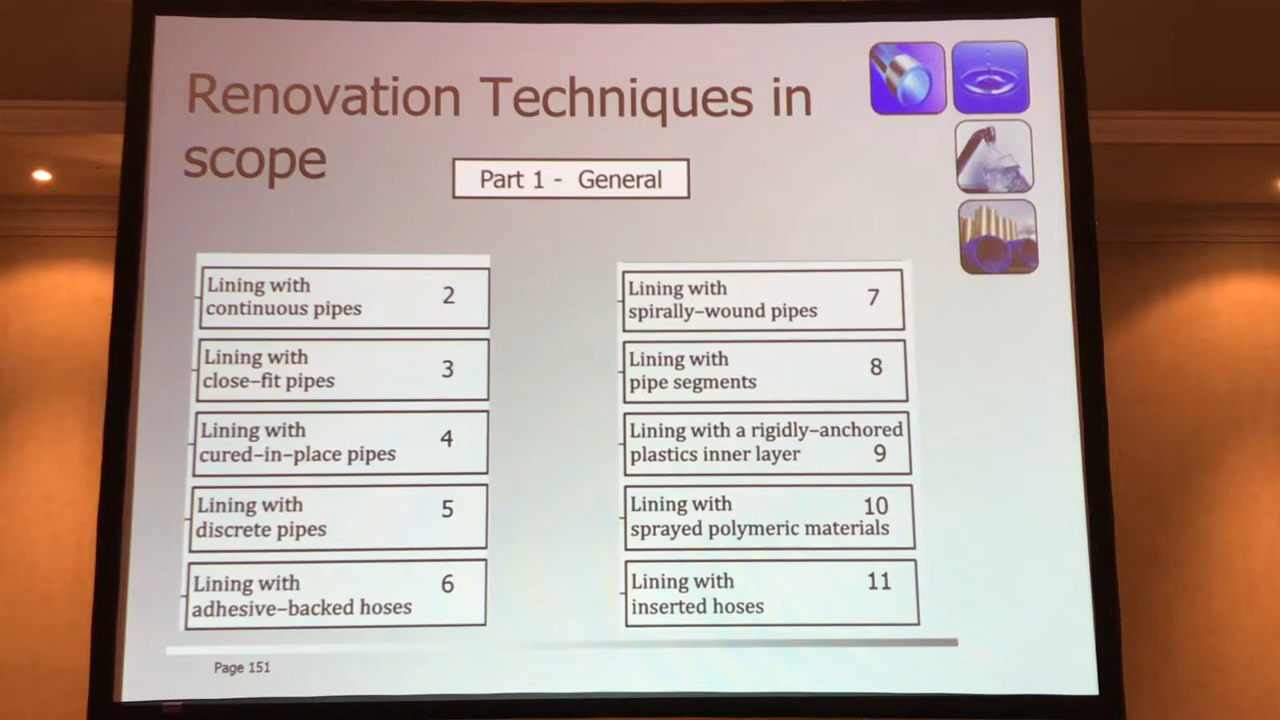 Renovation Techniques in
scope
Part 1 - General
Lining with
continuous pipes 2
Lining with
close-fit pipes 3
Lining with
cured-in-place pipes 4
Lining with
discrete pipes 5
Lining with
adhesive-backed hoses 6
Lining with
spirally-wound pipes 7
Lining with
pipe segments 8
Lining with a rigidly-anchored
plastics inner layer 9
Lining with 10
sprayed polymeric materials
Lining with 11
inserted hoses
Page 151